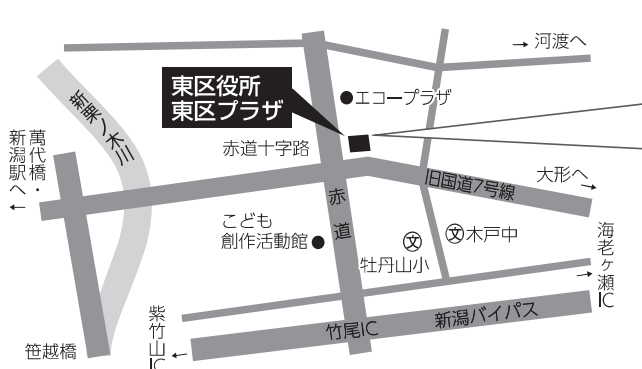 河渡へ
東区役所
東区プラザ
エコープラザ
新栗ノ木川
赤道十字路
萬代橋・
新潟駅へ
大形へ
旧国道7号線
赤道
こども
創作活動館
木戸中
文
文
牡丹山小
海老ヶ瀬IC
紫竹山IC
竹尾IC
新潟バイパス
笹越橋